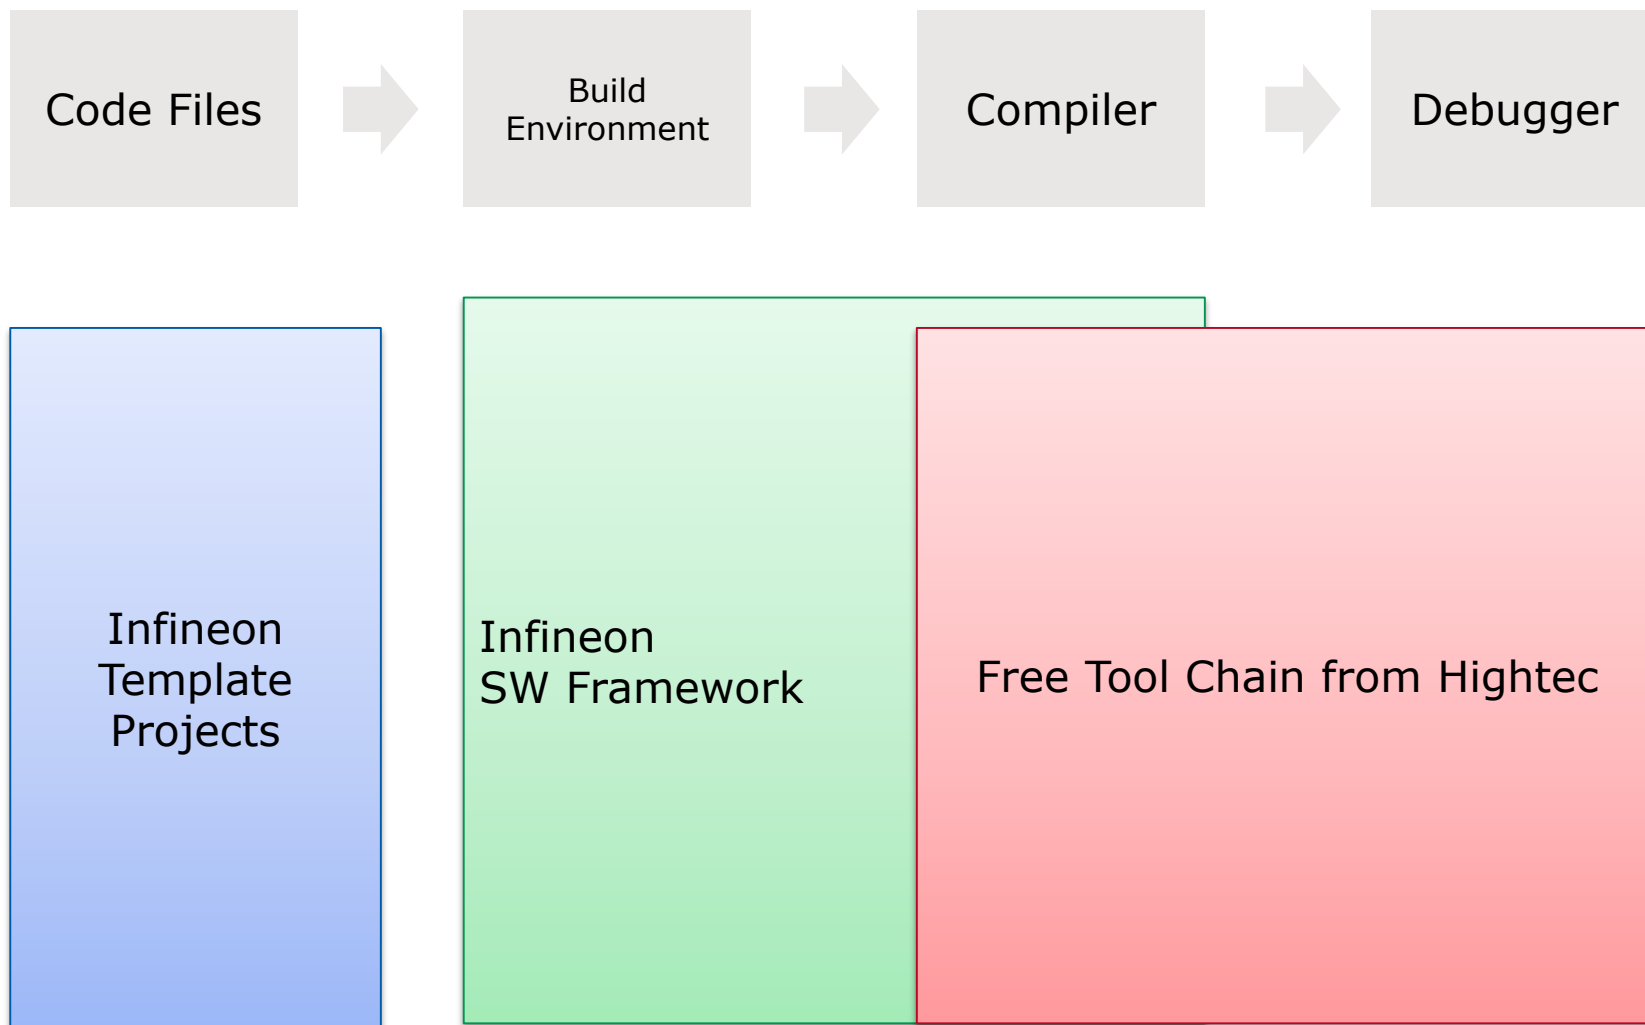 Code Files
Build
Environment
Compiler
Debugger
Infineon
Template
Projects
Infineon
SW Framework
Free Tool Chain from Hightec